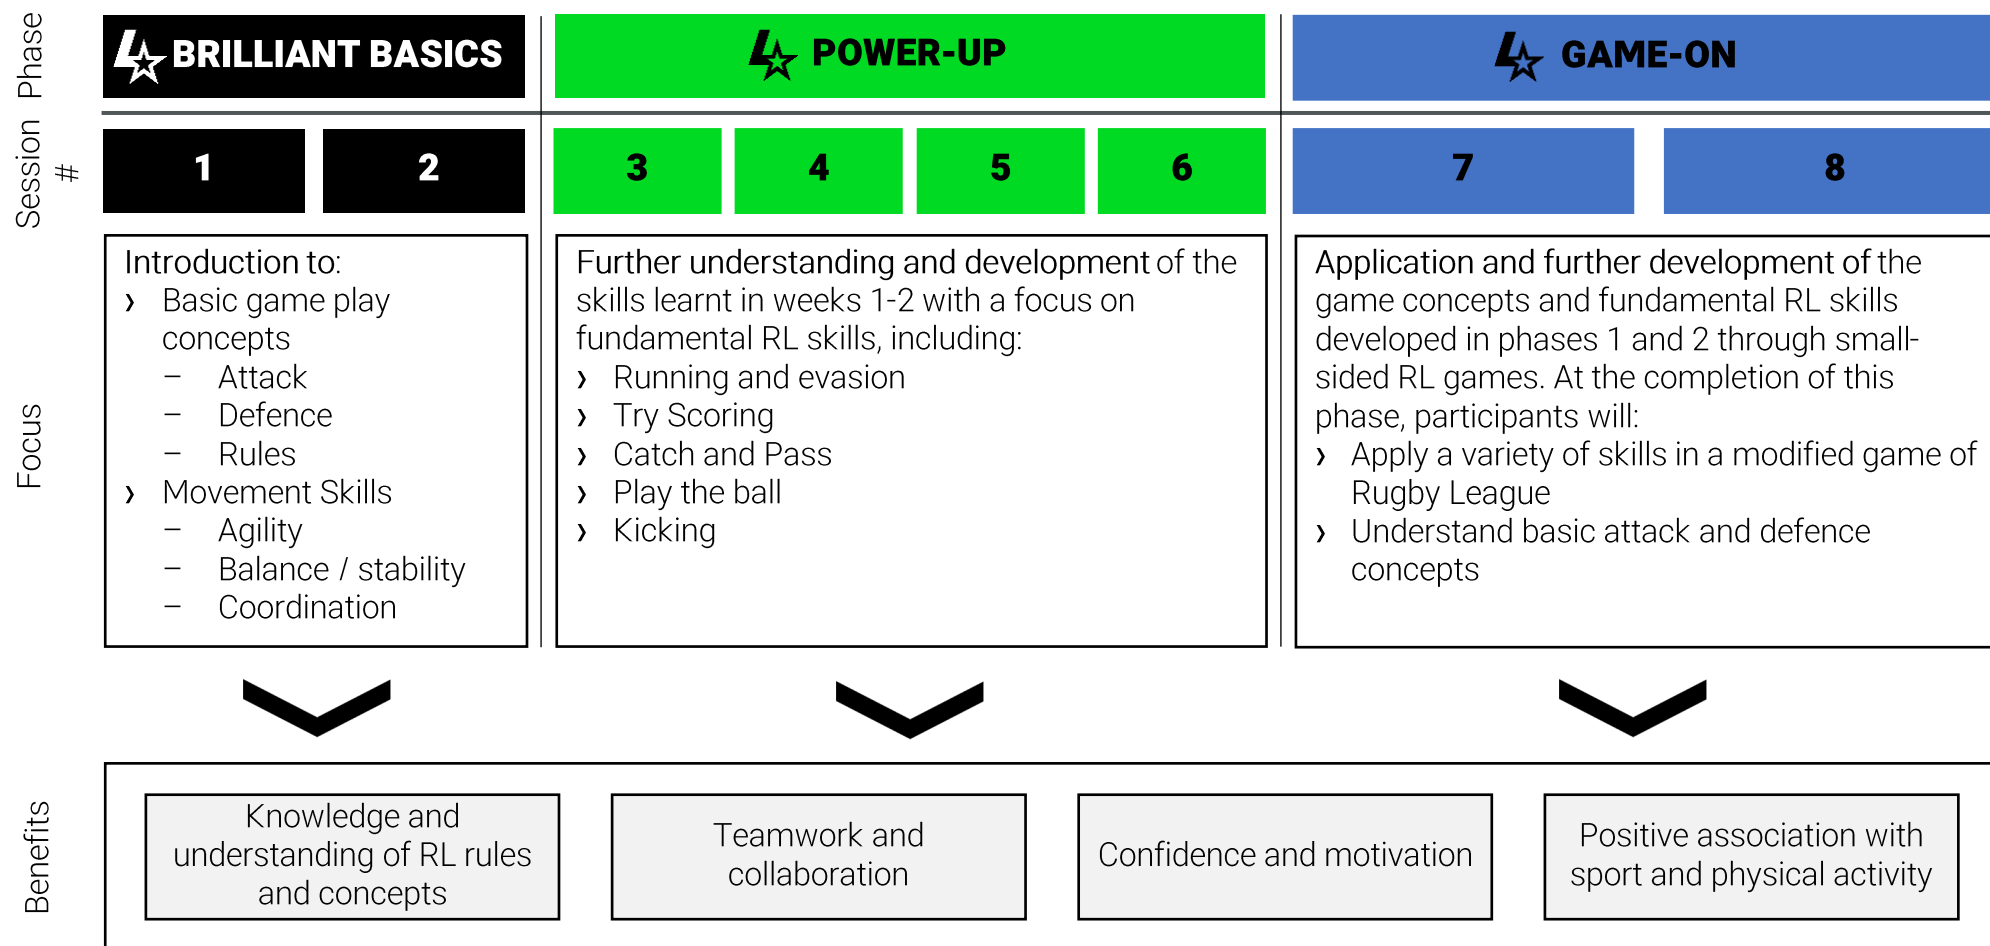 Phase
BRILLIANT BASICS
POWER-UP
GAME-ON
Session
#
1
2
3
4
5
6
7
8
Focus
Introduction to:
› Basic game play
concepts
– Attack
– Defence
– Rules
› Movement Skills
– Agility
– Balance / stability
– Coordination
Further understanding and development of the
skills learnt in weeks 1-2 with a focus on
fundamental RL skills, including:
› Running and evasion
› Try Scoring
› Catch and Pass
› Play the ball
› Kicking
Application and further development of the
game concepts and fundamental RL skills
developed in phases 1 and 2 through small-
sided RL games. At the completion of this
phase, participants will:
› Apply a variety of skills in a modified game of
Rugby League
› Understand basic attack and defence
concepts
Benefits
Knowledge and
understanding of RL rules
and concepts
Teamwork and
collaboration
Confidence and motivation
Positive association with
sport and physical activity